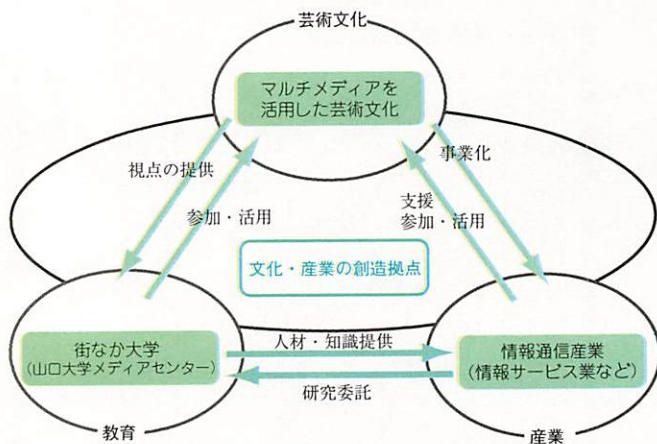 芸術文化
マルチメディアを
活用した芸術文化
視点の提供
事業化
参加・活用
支援
参加・活用
文化・産業の創造拠点
街なか大学
(山口大学メディアセンター)
人材・知識提供
情報通信産業
(情報サービス業など)
研究委託
教育
産業